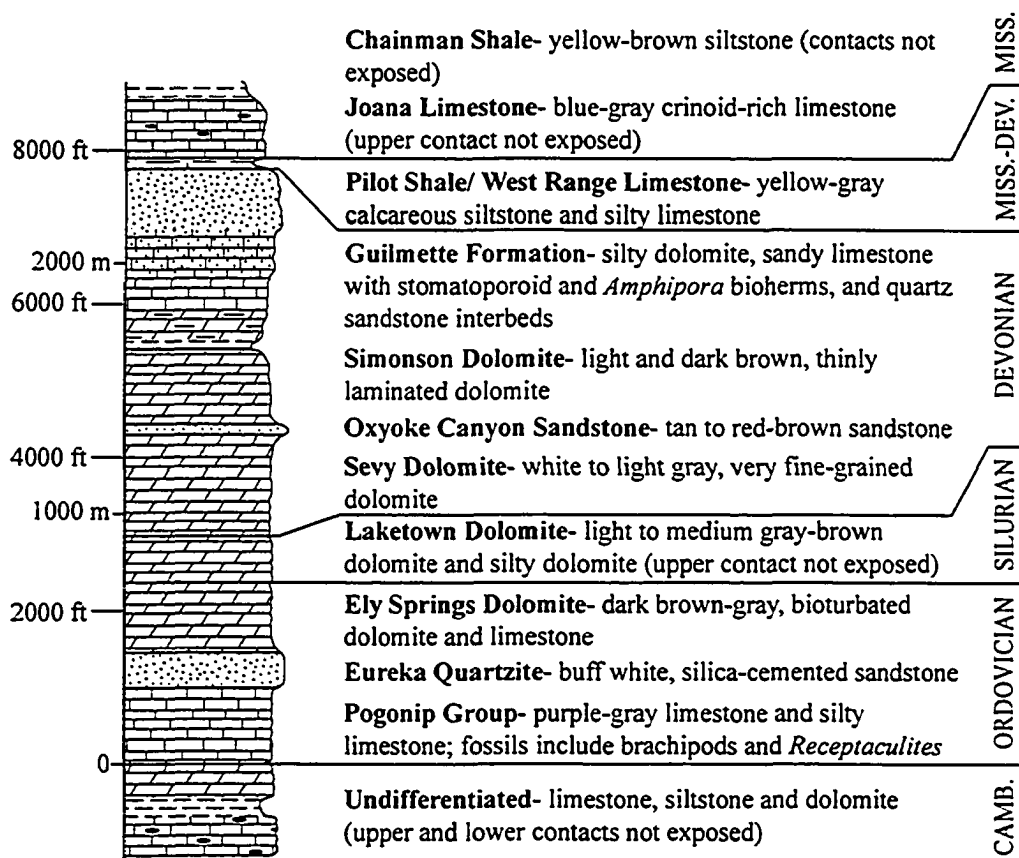 Chainman Shale- yellow-brown siltstone (contacts not
exposed)
MISS.
Joana Limestone- blue-gray crinoid-rich limestone
(upper contact not exposed)
8000 ft
MISS.-DEV.
Pilot Shale/ West Range Limestone- yellow-gray
calcareous siltstone and silty limestone
Guilmette Formation- silty dolomite, sandy limestone
with stomatoporoid and Amphipora bioherms, and quartz
sandstone interbeds
2000 m
6000 ft
DEVONIAN
Simonson Dolomite- light and dark brown, thinly
laminated dolomite
Oxyoke Canyon Sandstone- tan to red-brown sandstone
4000 ft
Sevy Dolomite- white to light gray, very fine-grained
dolomite
1000 m
SILURIAN
Laketown Dolomite- light to medium gray-brown
dolomite and silty dolomite (upper contact not exposed)
2000 ft
Ely Springs Dolomite- dark brown-gray, bioturbated
dolomite and limestone
ORDOVICIAN
Eureka Quartzite- buff white, silica-cemented sandstone
Pogonip Group- purple-gray limestone and silty
limestone; fossils include brachipods and Receptaculites
0
Undifferentiated- limestone, siltstone and dolomite
(upper and lower contacts not exposed)
CAMB.